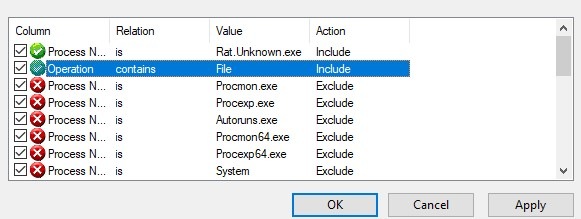 Column Relation Value Action
Process N... is Rat.Unknown.exe Include
Operation contains File Include
Process N... is Procmon.exe Exclude
Process N... is Procexp.exe Exclude
Process N... is Autoruns.exe Exclude
Process N... is Procmon64.exe Exclude
Process N... is Procexp64.exe Exclude
Process N... is System Exclude
OK Cancel Apply